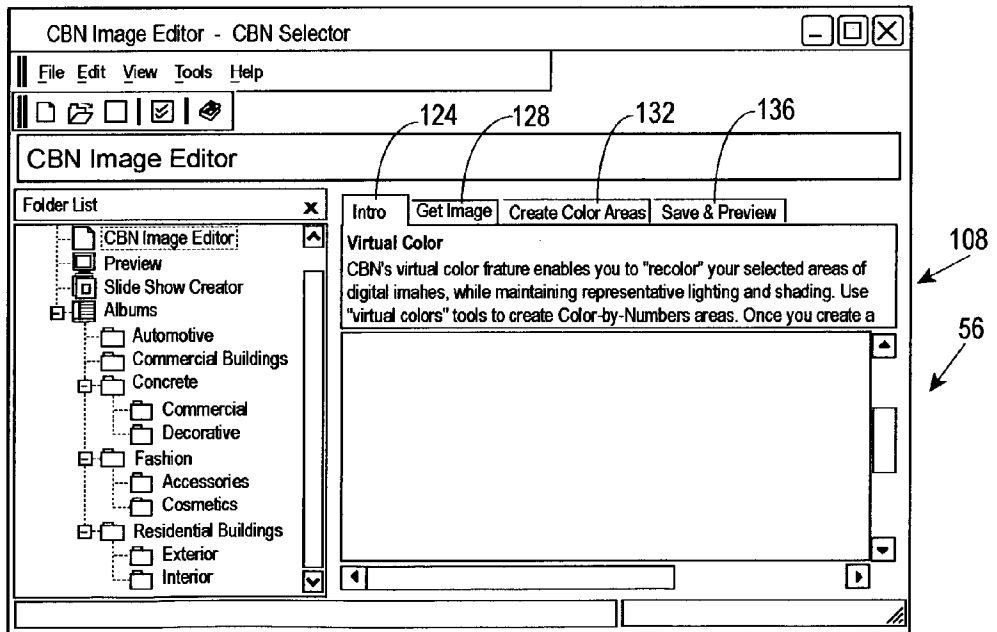 CBN Image Editor - CBN Selector
File Edit View Tools Help
124 128 132 136
CBN Image Editor
Folder List x
CBN Image Editor
Preview
Slide Show Creator
Albums
Automotive
Commercial Buildings
Concrete
Commercial
Decorative
Fashion
Accessories
Cosmetics
Residential Buildings
Exterior
Interior
Intro Get Image Create Color Areas Save & Preview
Virtual Color
CBN's virtual color frature enables you to "recolor" your selected areas of
digital imahes, while maintaining representative lighting and shading. Use
"virtual colors" tools to create Color-by-Numbers areas. Once you create a
108
56